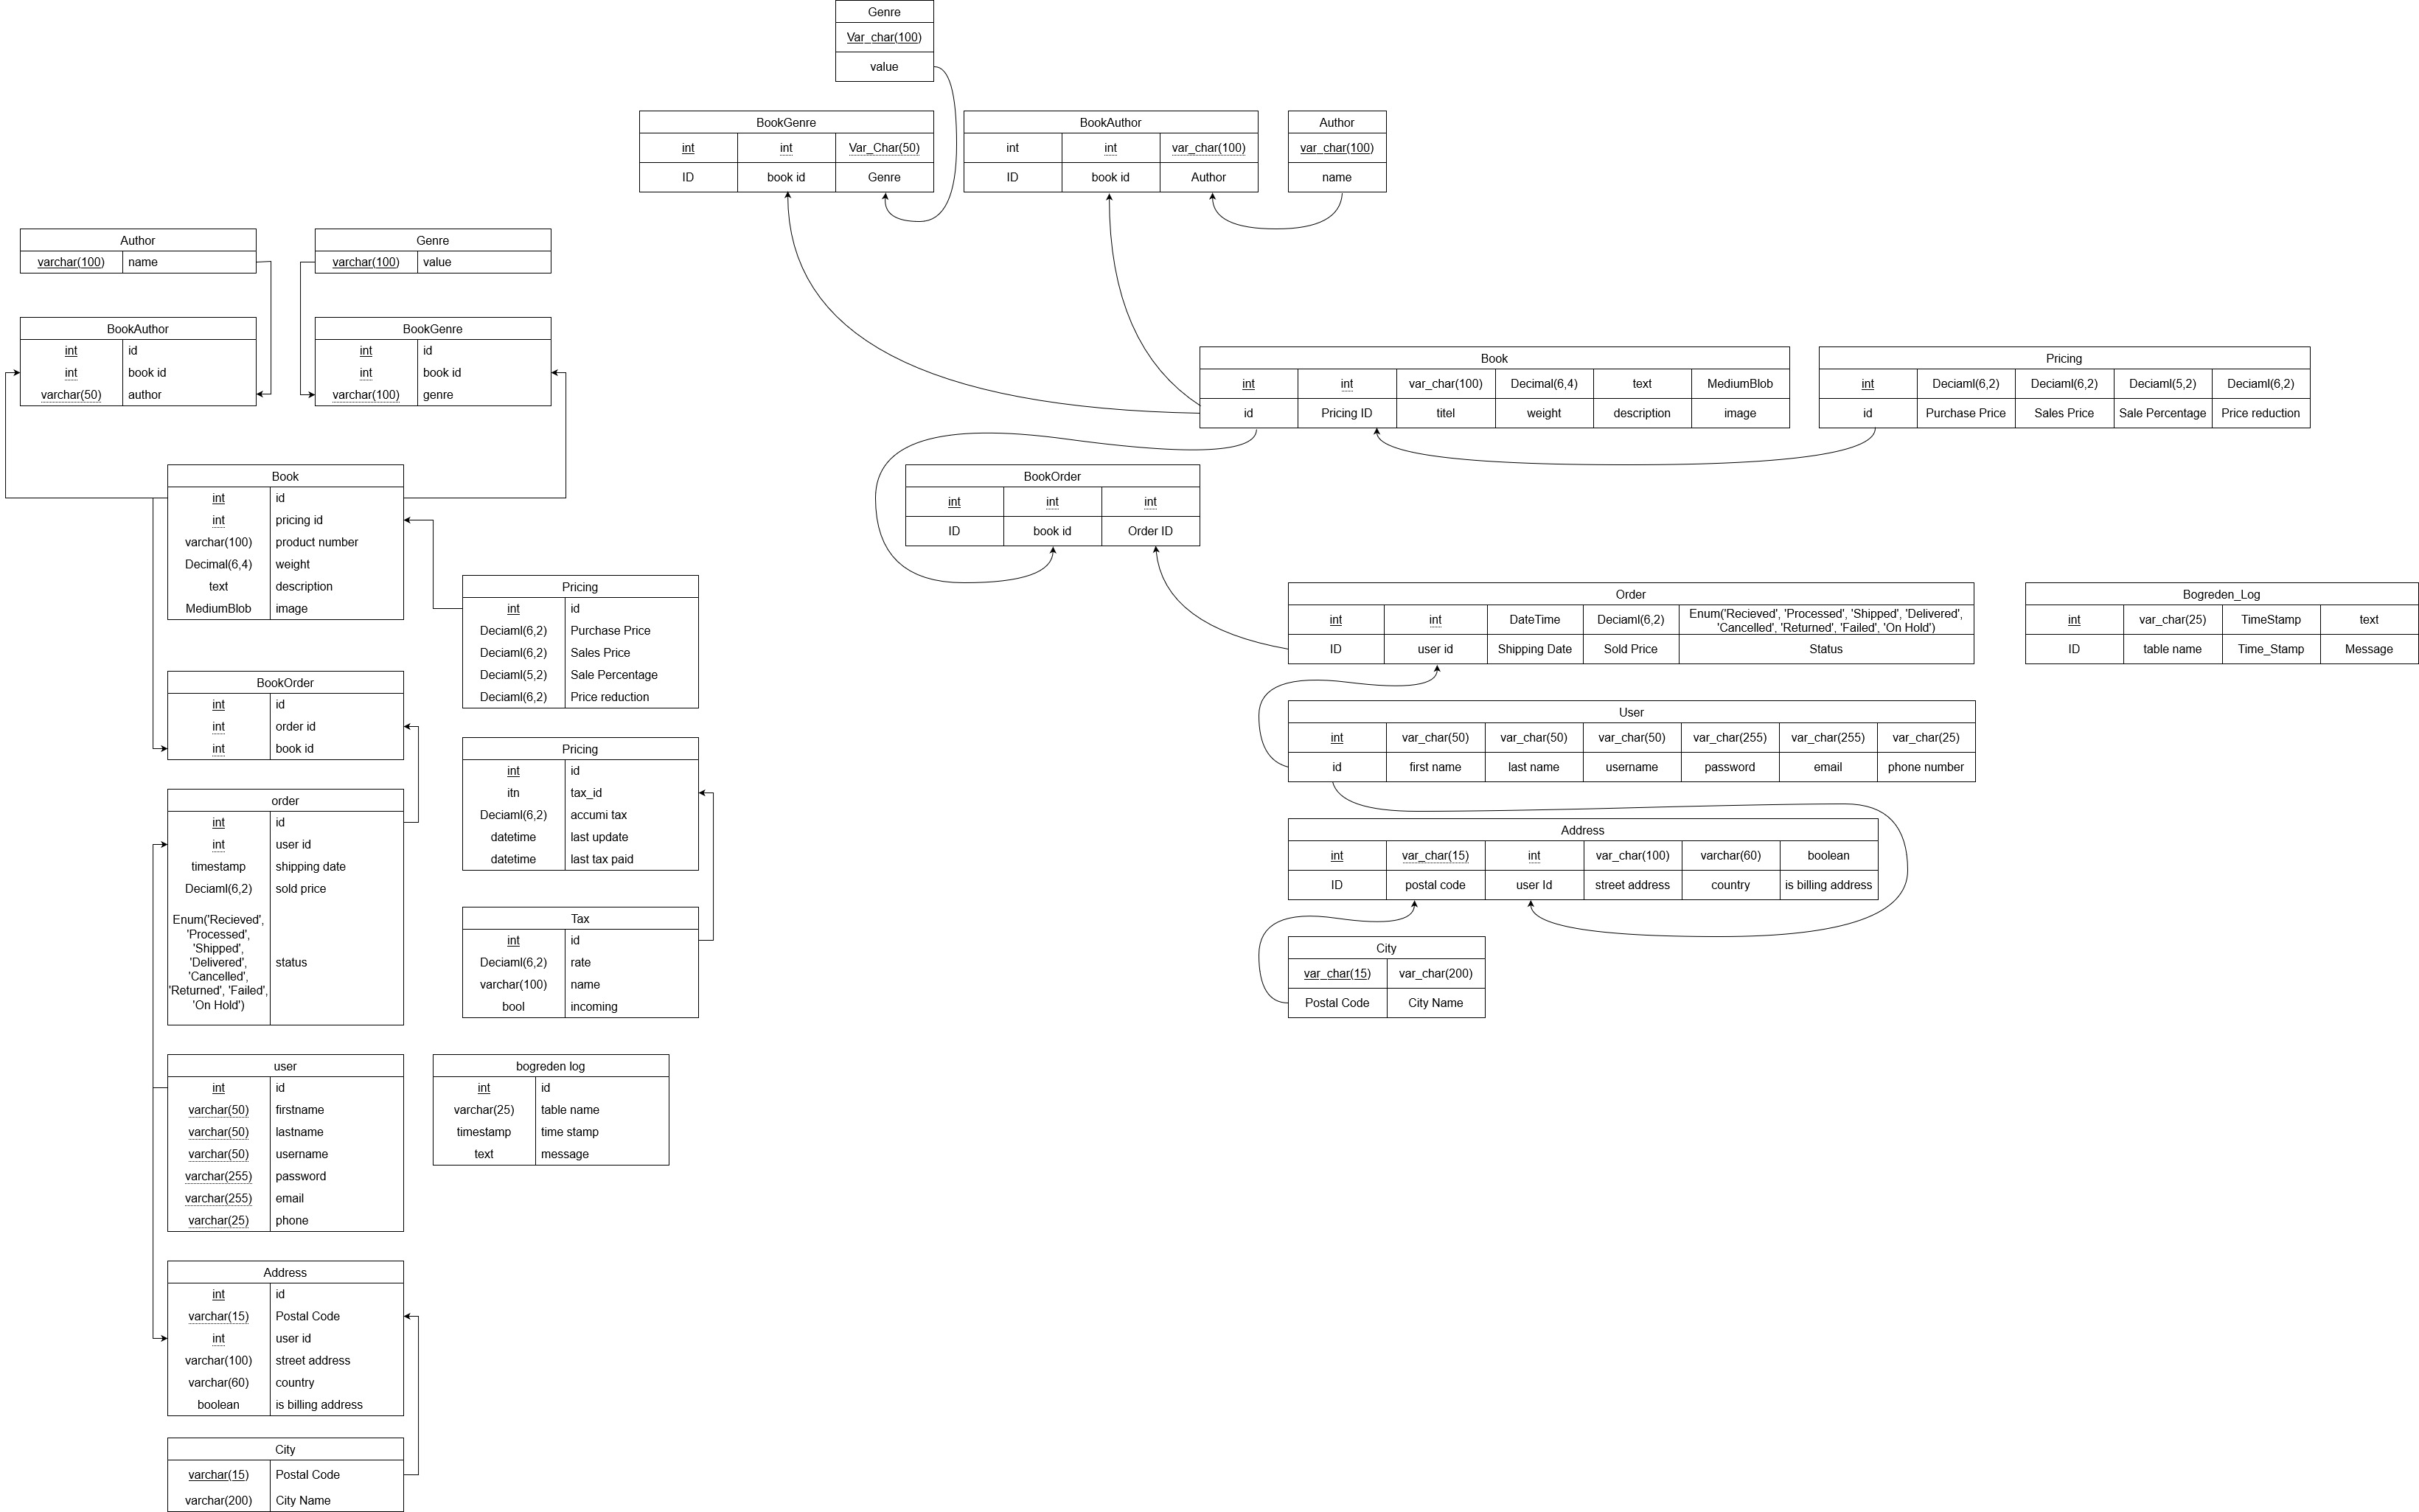 Genre
Var_char(100)
value
BookGenre
int int Var_Char(50)
ID book id Genre
BookAuthor
int int var_char(100)
ID book id Author
Author
var_char(100)
name
Author
varchar(100) name
Genre
varchar(100) value
BookAuthor
int id
int book id
varchar(50) author
BookGenre
int id
int book id
varchar(100) genre
Book
int int var_char(100) Decimal(6,4) text MediumBlob
id Pricing ID titel weight description image
Pricing
int Deciaml(6,2) Deciaml(6,2) Deciaml(5,2) Deciaml(6,2)
id Purchase Price Sales Price Sale Percentage Price reduction
Book
int id
int pricing id
varchar(100) product number
Decimal(6,4) weight
text description
MediumBlob image
BookOrder
int int int
ID book id Order ID
Pricing
int id
Deciaml(6,2) Purchase Price
Deciaml(6,2) Sales Price
Deciaml(5,2) Sale Percentage
Deciaml(6,2) Price reduction
Order
int int DateTime Deciaml(6,2) Enum('Recieved', 'Processed', 'Shipped', 'Delivered',
'Cancelled', 'Returned', 'Failed', 'On Hold')
ID user id Shipping Date Sold Price Status
Bogreden_Log
int var_char(25) TimeStamp text
ID table name Time_Stamp Message
BookOrder
int id
int order id
int book id
User
int var_char(50) var_char(50) var_char(50) var_char(255) var_char(255) var_char(25)
id first name last name username password email phone number
Pricing
int id
itn tax_id
Deciaml(6,2) accumi tax
datetime last update
datetime last tax paid
order
int id
int user id
timestamp shipping date
Deciaml(6,2) sold price
Enum('Recieved',
'Processed',
'Shipped',
'Delivered', status
'Cancelled',
'Returned', 'Failed',
'On Hold')
Address
int var_char(15) int var_char(100) varchar(60) boolean
ID postal code user Id street address country is billing address
Tax
int id
Deciaml(6,2) rate
varchar(100) name
bool incoming
City
var_char(15) var_char(200)
Postal Code City Name
user
int id
varchar(50) firstname
varchar(50) lastname
varchar(50) username
varchar(255) password
varchar(255) email
varchar(25) phone
bogreden log
int id
varchar(25) table name
timestamp time stamp
text message
Address
int id
varchar(15) Postal Code
int user id
varchar(100) street address
varchar(60) country
boolean is billing address
City
varchar(15) Postal Code
varchar(200) City Name